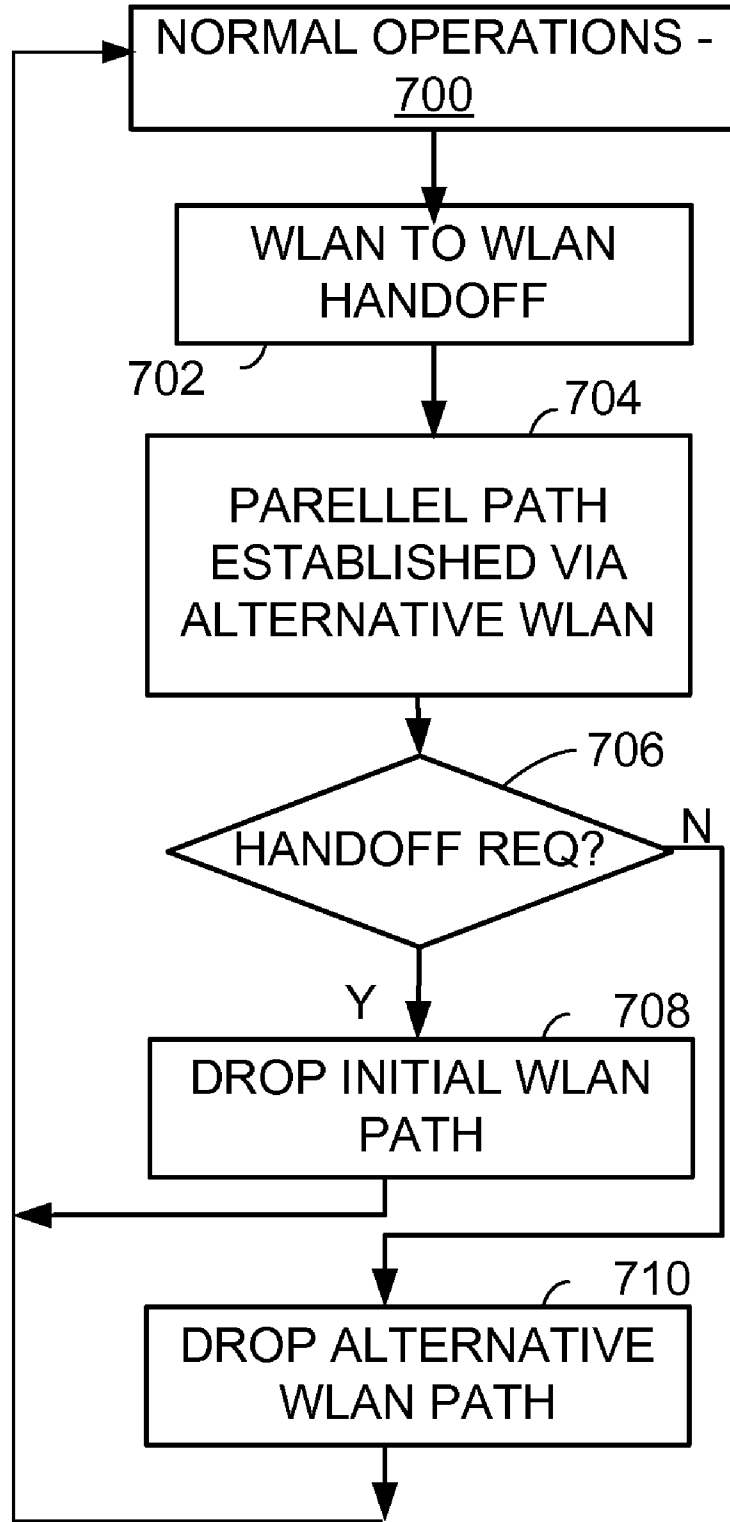 NORMAL OPERATIONS -
700
WLAN TO WLAN
HANDOFF
702
704
PARELLEL PATH
ESTABLISHED VIA
ALTERNATIVE WLAN
706
HANDOFF REQ?
N
Y
708
DROP INITIAL WLAN
PATH
710
DROP ALTERNATIVE
WLAN PATH